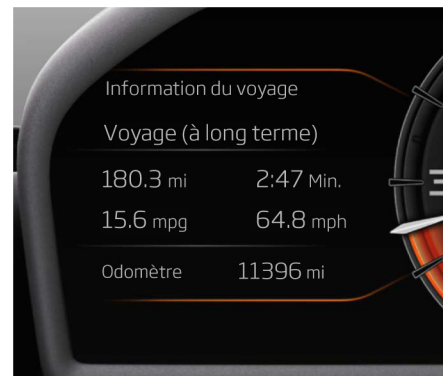 Information du voyage
Voyage (à long terme)
180.3 mi 2:47 Min.
15.6 mpg 64.8 mph
Odomètre 11396 mi